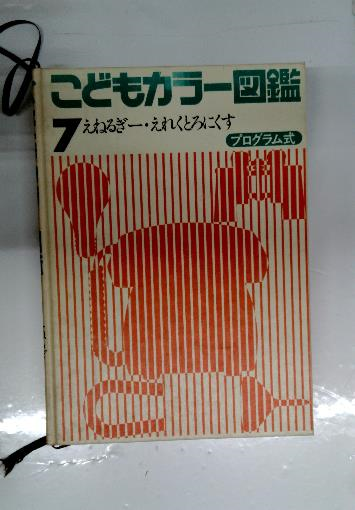 こどもカラー図鑑
7 えねるぎー・えれくとろにくす
プログラム式